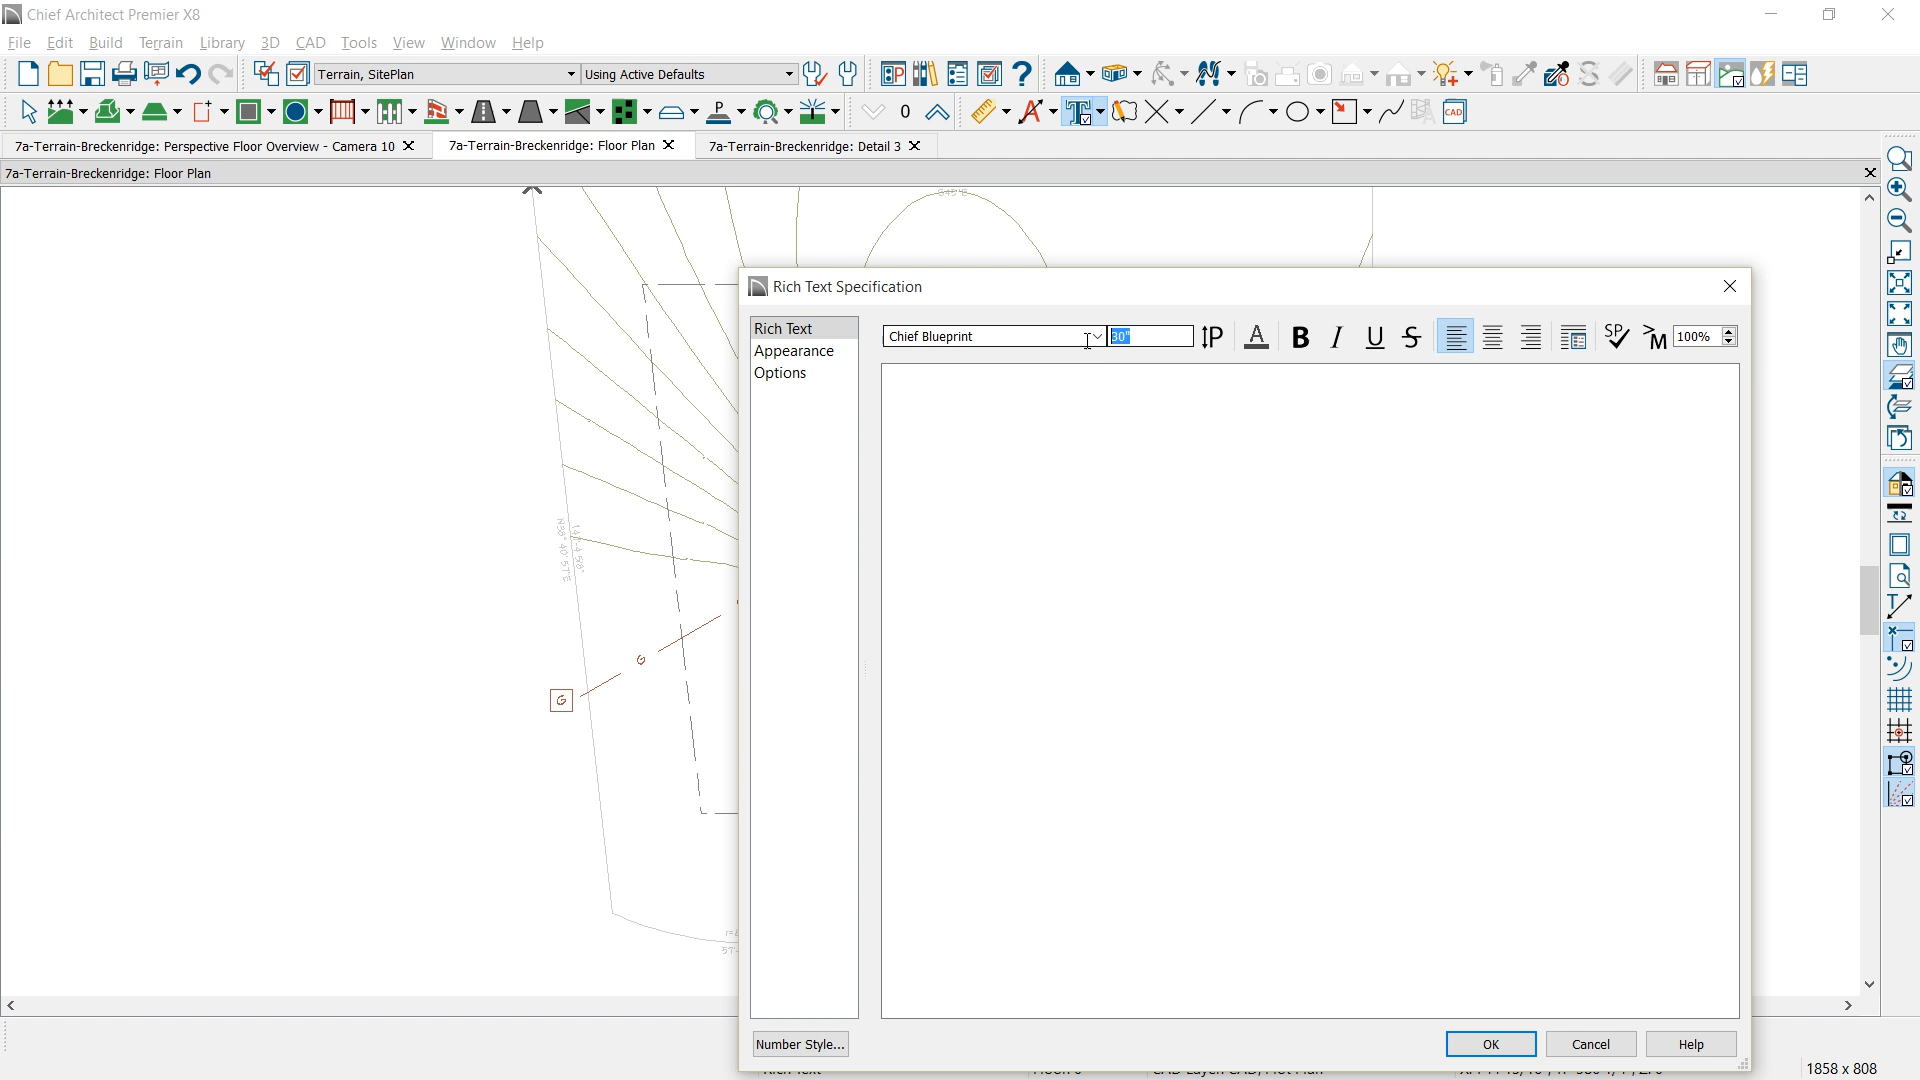 Chief Architect Premier X8
File Edit Build Terrain Library 3D CAD Tools View Window Help
Terrain, SitePlan Using Active Defaults
P 0 CAD
7a-Terrain-Breckenridge: Perspective Floor Overview - Camera 10 7a-Terrain-Breckenridge: Floor Plan 7a-Terrain-Breckenridge: Detail 3
7a-Terrain-Breckenridge: Floor Plan
Rich Text Specification
Rich Text
Appearance
Options
Chief Blueprint 30" A B I U S SP >M 100%
G
G
57'-
Number Style... OK Cancel Help
1858 x 808